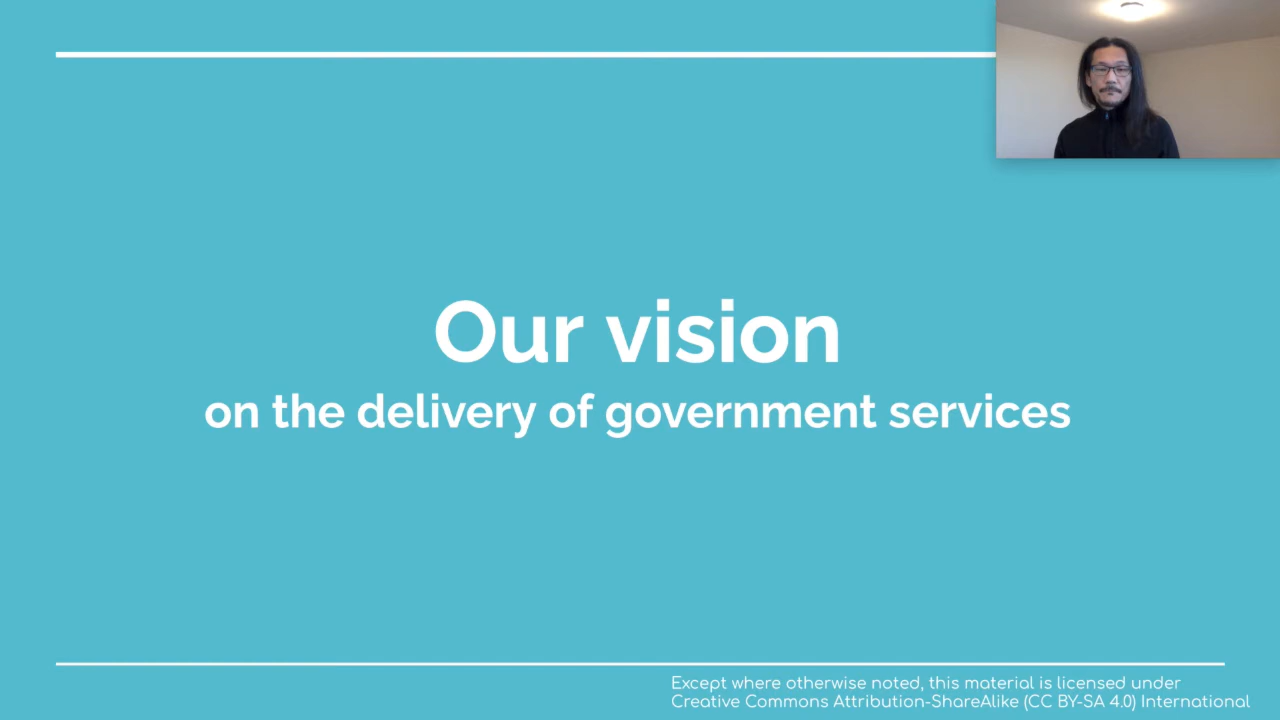 Our vision
on the delivery of government services
Except where otherwise noted, this material is licensed under
Creative Commons Attribution-ShareAlike (CC BY-SA 4.0) International